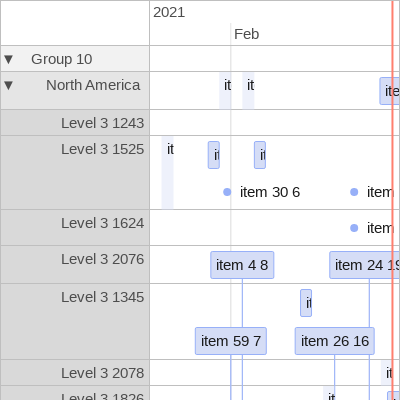 2021
Feb
▼ Group 10
▼ North America it it ite
Level 3 1243
Level 3 1525 it it it
item 30 6 item
Level 3 1624 item
Level 3 2076 item 4 8 item 24 19
Level 3 1345 it
item 59 7 item 26 16
Level 3 2078 it
Level 3 1826 it